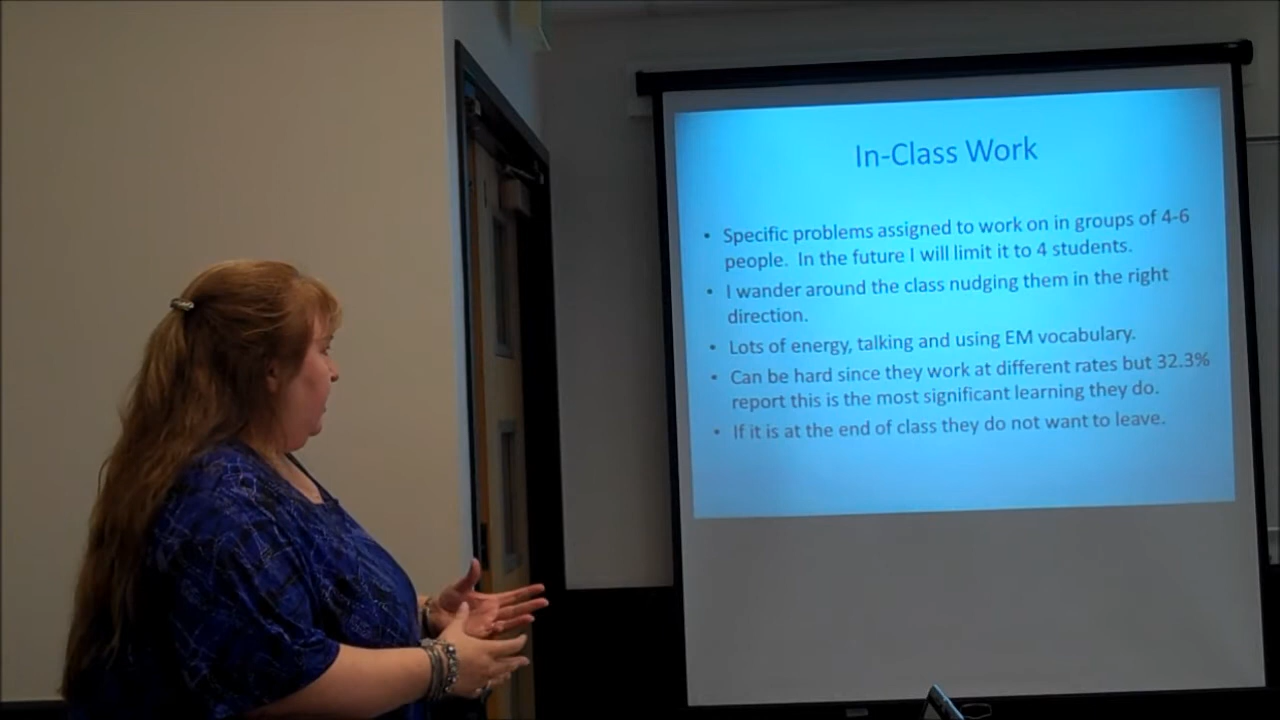 In-Class Work
• Specific problems assigned to work on in groups of 4-6
people. In the future I will limit it to 4 students.
• I wander around the class nudging them in the right
direction.
• Lots of energy, talking and using EM vocabulary.
• Can be hard since they work at different rates but 32.3%
report this is the most significant learning they do.
• If it is at the end of class they do not want to leave.